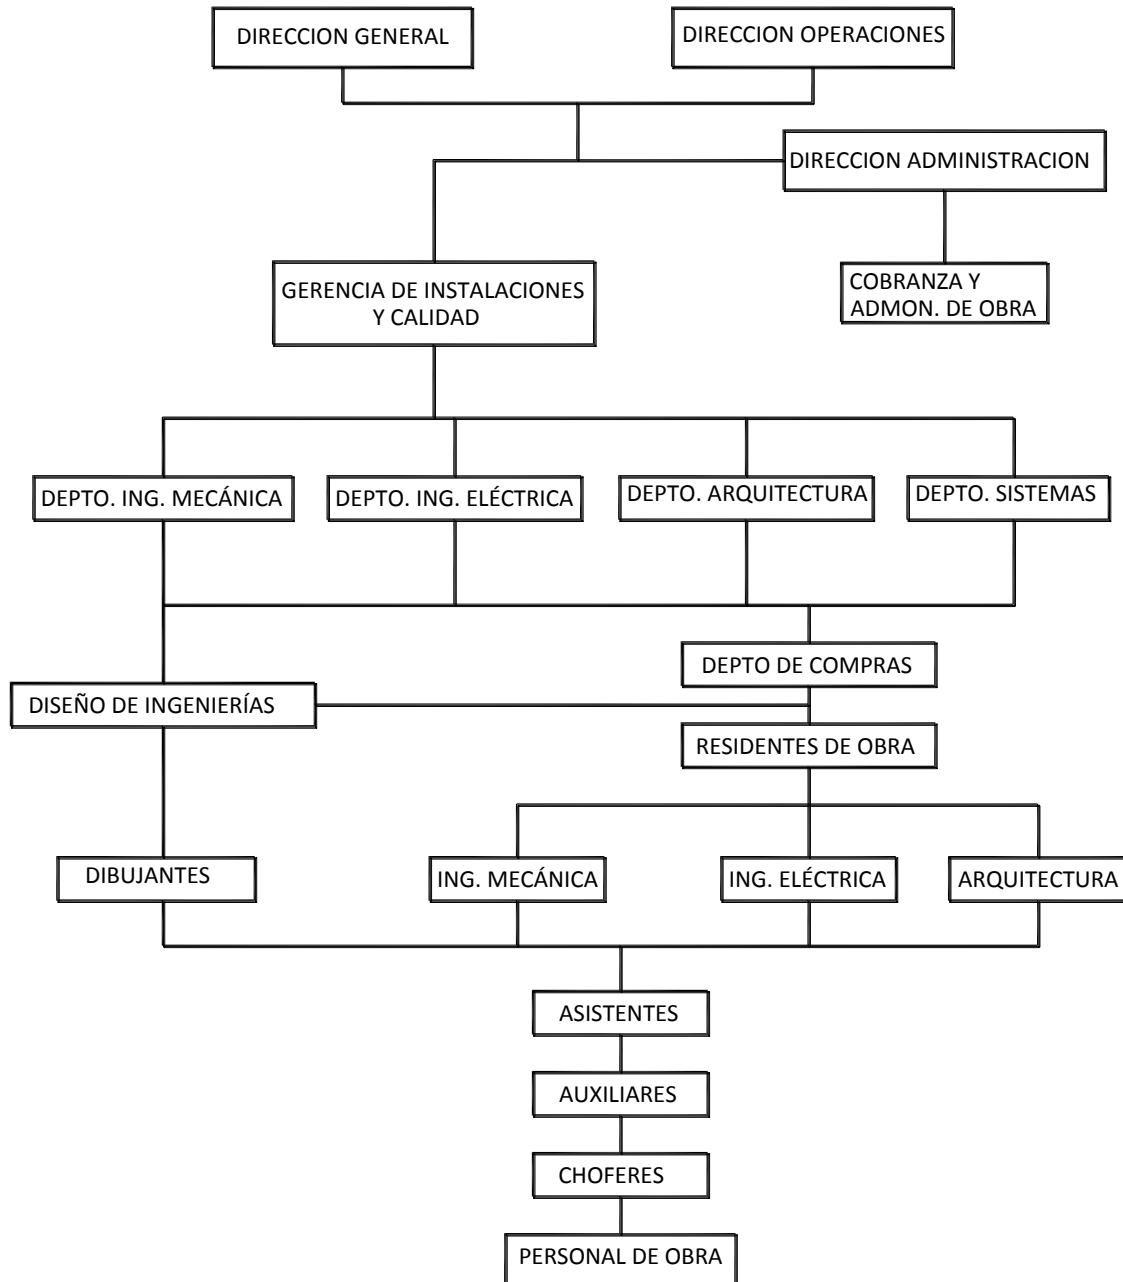 DIRECCION GENERAL
DIRECCION OPERACIONES
DIRECCION ADMINISTRACION
GERENCIA DE INSTALACIONES
Y CALIDAD
COBRANZA Y
ADMON. DE OBRA
DEPTO. ING. MECÁNICA
DEPTO. ING. ELÉCTRICA
DEPTO. ARQUITECTURA
DEPTO. SISTEMAS
DEPTO DE COMPRAS
DISEÑO DE INGENIERÍAS
RESIDENTES DE OBRA
DIBUJANTES
ING. MECÁNICA
ING. ELÉCTRICA
ARQUITECTURA
ASISTENTES
AUXILIARES
CHOFERES
PERSONAL DE OBRA